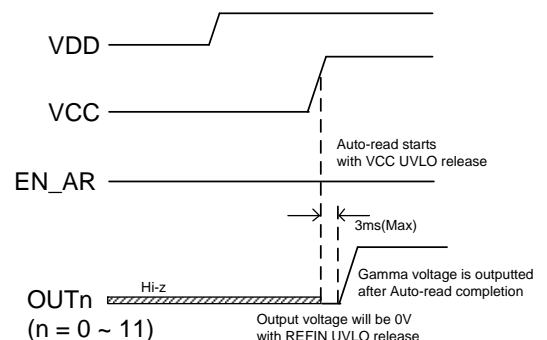 VDD
VCC
Auto-read starts
with VCC UVLO release
EN_AR
3ms(Max)
Hi-z
Gamma voltage is outputted
after Auto-read completion
OUTn
(n = 0 ~ 11)
Output voltage will be 0V
with REFIN UVLO release